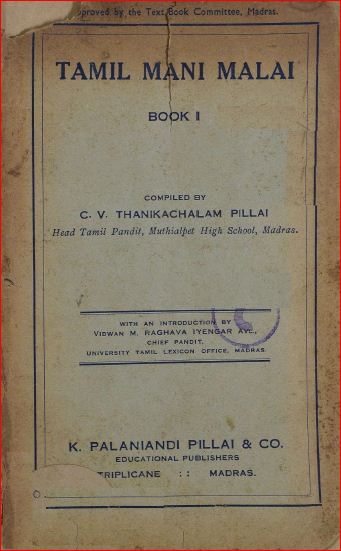 pproved by the Text Book Committee, Madras.
TAMIL MANI MALAI
BOOK II
COMPILED BY
C. V. THANIKACHALAM PILLAI
Head Tamil Pandit, Muthialpet High School, Madras.
WITH AN INTRODUCTION BY
VIDWAN M. RAGHAVA IYENGAR AVL.,
CHIEF PANDIT,
UNIVERSITY TAMIL LEXICON OFFICE, MADRAS
K. PALANIANDI PILLAI & CO.
EDUCATIONAL PUBLISHERS
TRIPLICANE : : MADRAS.